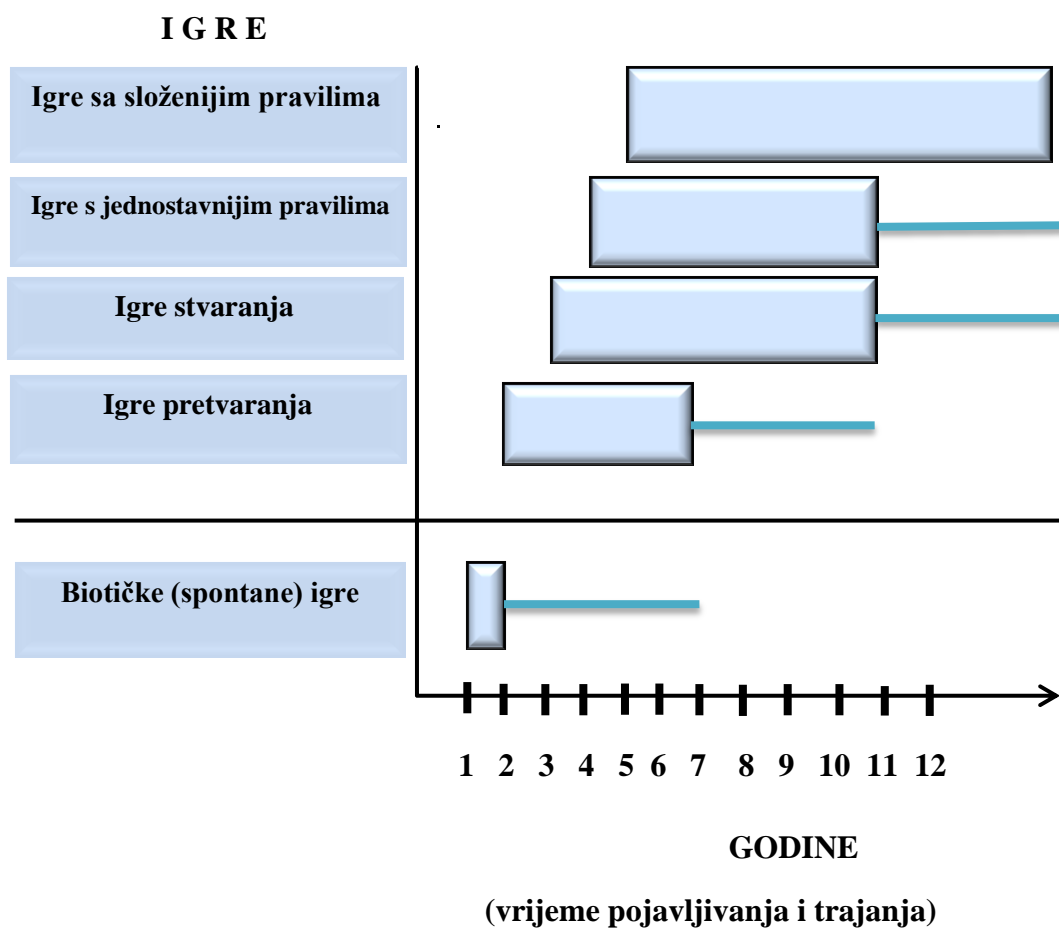 I G R E
Igre sa složenijim pravilima
Igre s jednostavnijim pravilima
Igre stvaranja
Igre pretvaranja
Biotičke (spontane) igre
1 2 3 4 5 6 7 8 9 10 11 12
GODINE
(vrijeme pojavljivanja i trajanja)